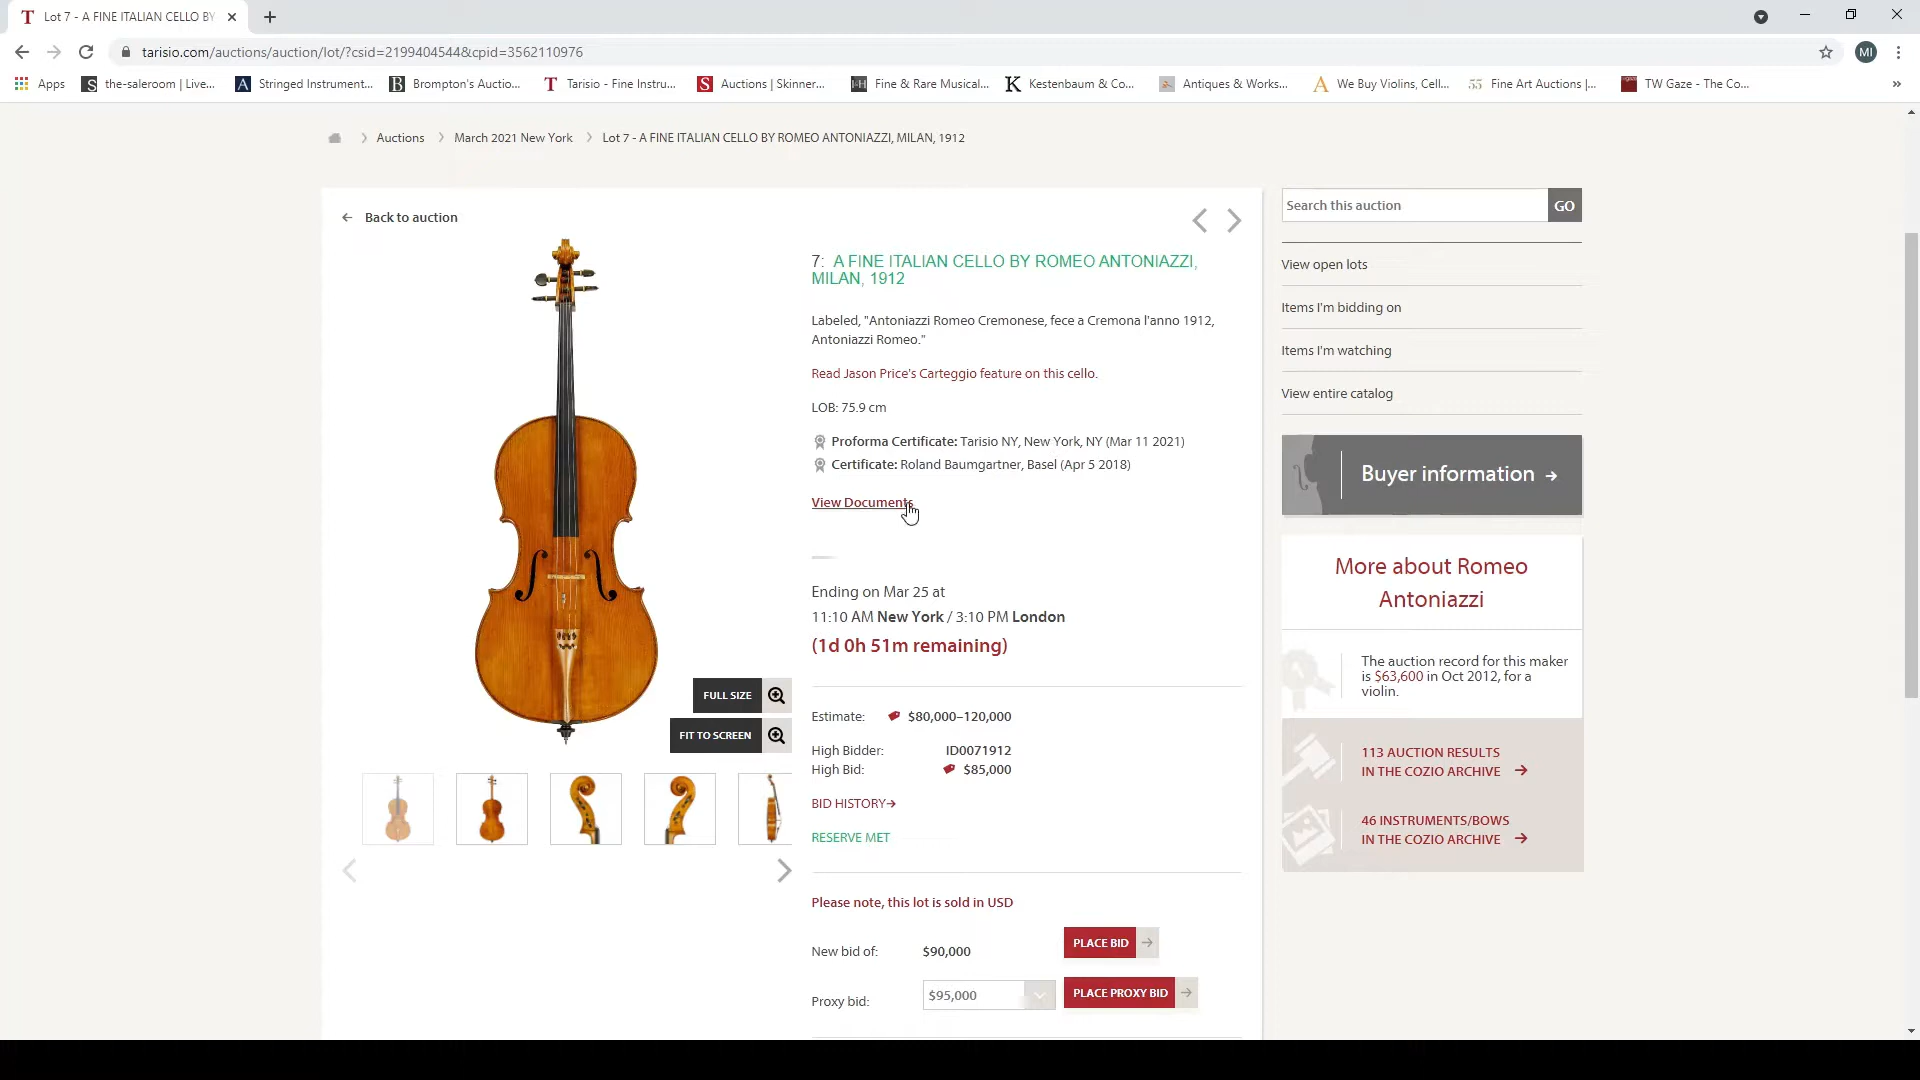 T Lot 7 - A FINE ITALIAN CELLO BY
tarisio.com/auctions/auction/lot/?csid=2199404544&cpid=3562110976
MI
Apps
S the-saleroom | Live...
A Stringed Instrument...
B Brompton's Auctio...
T Tarisio - Fine Instru...
S Auctions | Skinner...
Fine & Rare Musical...
K Kestenbaum & Co...
Antiques & Works...
A We Buy Violins, Cell...
55 Fine Art Auctions |...
TW Gaze - The Co...
Auctions
March 2021 New York
Lot 7 - A FINE ITALIAN CELLO BY ROMEO ANTONIAZZI, MILAN, 1912
Back to auction
7: A FINE ITALIAN CELLO BY ROMEO ANTONIAZZI,
MILAN, 1912
Labeled, "Antoniazzi Romeo Cremonese, fece a Cremona l'anno 1912,
Antoniazzi Romeo."
Read Jason Price's Carteggio feature on this cello.
LOB: 75.9 cm
Proforma Certificate: Tarisio NY, New York, NY (Mar 11 2021)
Certificate: Roland Baumgartner, Basel (Apr 5 2018)
View Documents
Ending on Mar 25 at
11:10 AM New York / 3:10 PM London
(1d 0h 51m remaining)
FULL SIZE
FIT TO SCREEN
Estimate: $80,000–120,000
High Bidder: ID0071912
High Bid: $85,000
BID HISTORY
RESERVE MET
Please note, this lot is sold in USD
New bid of: $90,000
PLACE BID
Proxy bid: $95,000
PLACE PROXY BID
Search this auction
GO
View open lots
Items I'm bidding on
Items I'm watching
View entire catalog
Buyer information
More about Romeo
Antoniazzi
The auction record for this maker
is $63,600 in Oct 2012, for a
violin.
113 AUCTION RESULTS
IN THE COZIO ARCHIVE
46 INSTRUMENTS/BOWS
IN THE COZIO ARCHIVE